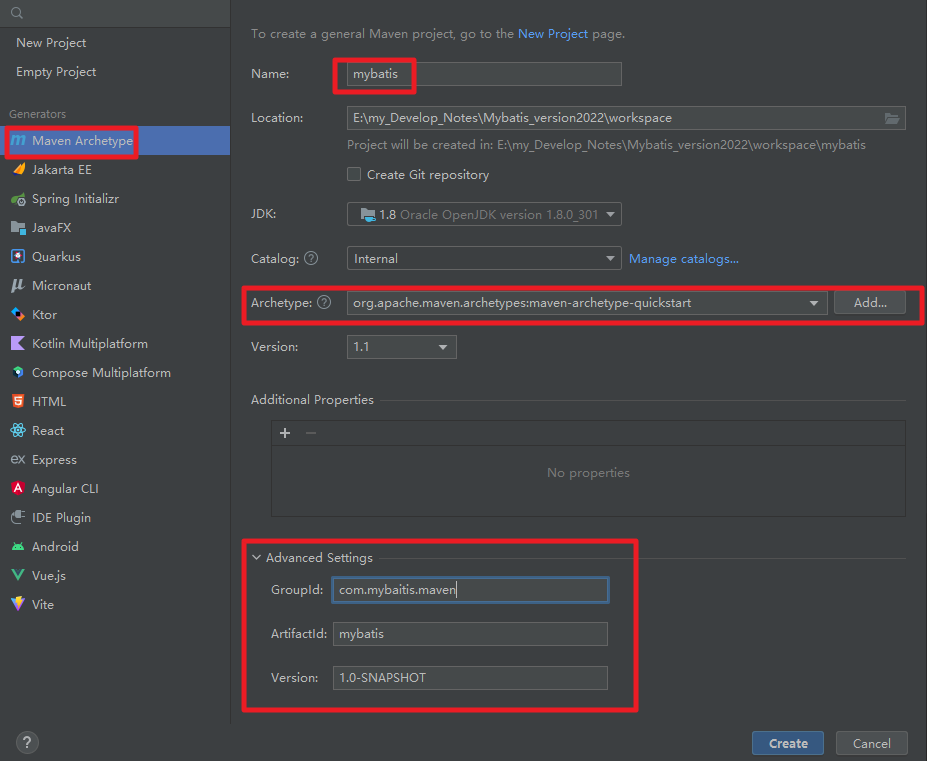 New Project
Empty Project
Generators
Maven Archetype
Jakarta EE
Spring Initializr
JavaFX
Quarkus
Micronaut
Ktor
Kotlin Multiplatform
Compose Multiplatform
HTML
React
Express
Angular CLI
IDE Plugin
Android
Vue.js
Vite
To create a general Maven project, go to the New Project page.
Name: mybatis
Location: E:\my_Develop_Notes\Mybatis_version2022\workspace
Project will be created in: E:\my_Develop_Notes\Mybatis_version2022\workspace\mybatis
Create Git repository
JDK: 1.8 Oracle OpenJDK version 1.8.0_301
Catalog: ? Internal Manage catalogs...
Archetype: ? org.apache.maven.archetypes:maven-archetype-quickstart Add...
Version: 1.1
Additional Properties
No properties
Advanced Settings
GroupId: com.mybaitis.maven
ArtifactId: mybatis
Version: 1.0-SNAPSHOT
? Create Cancel